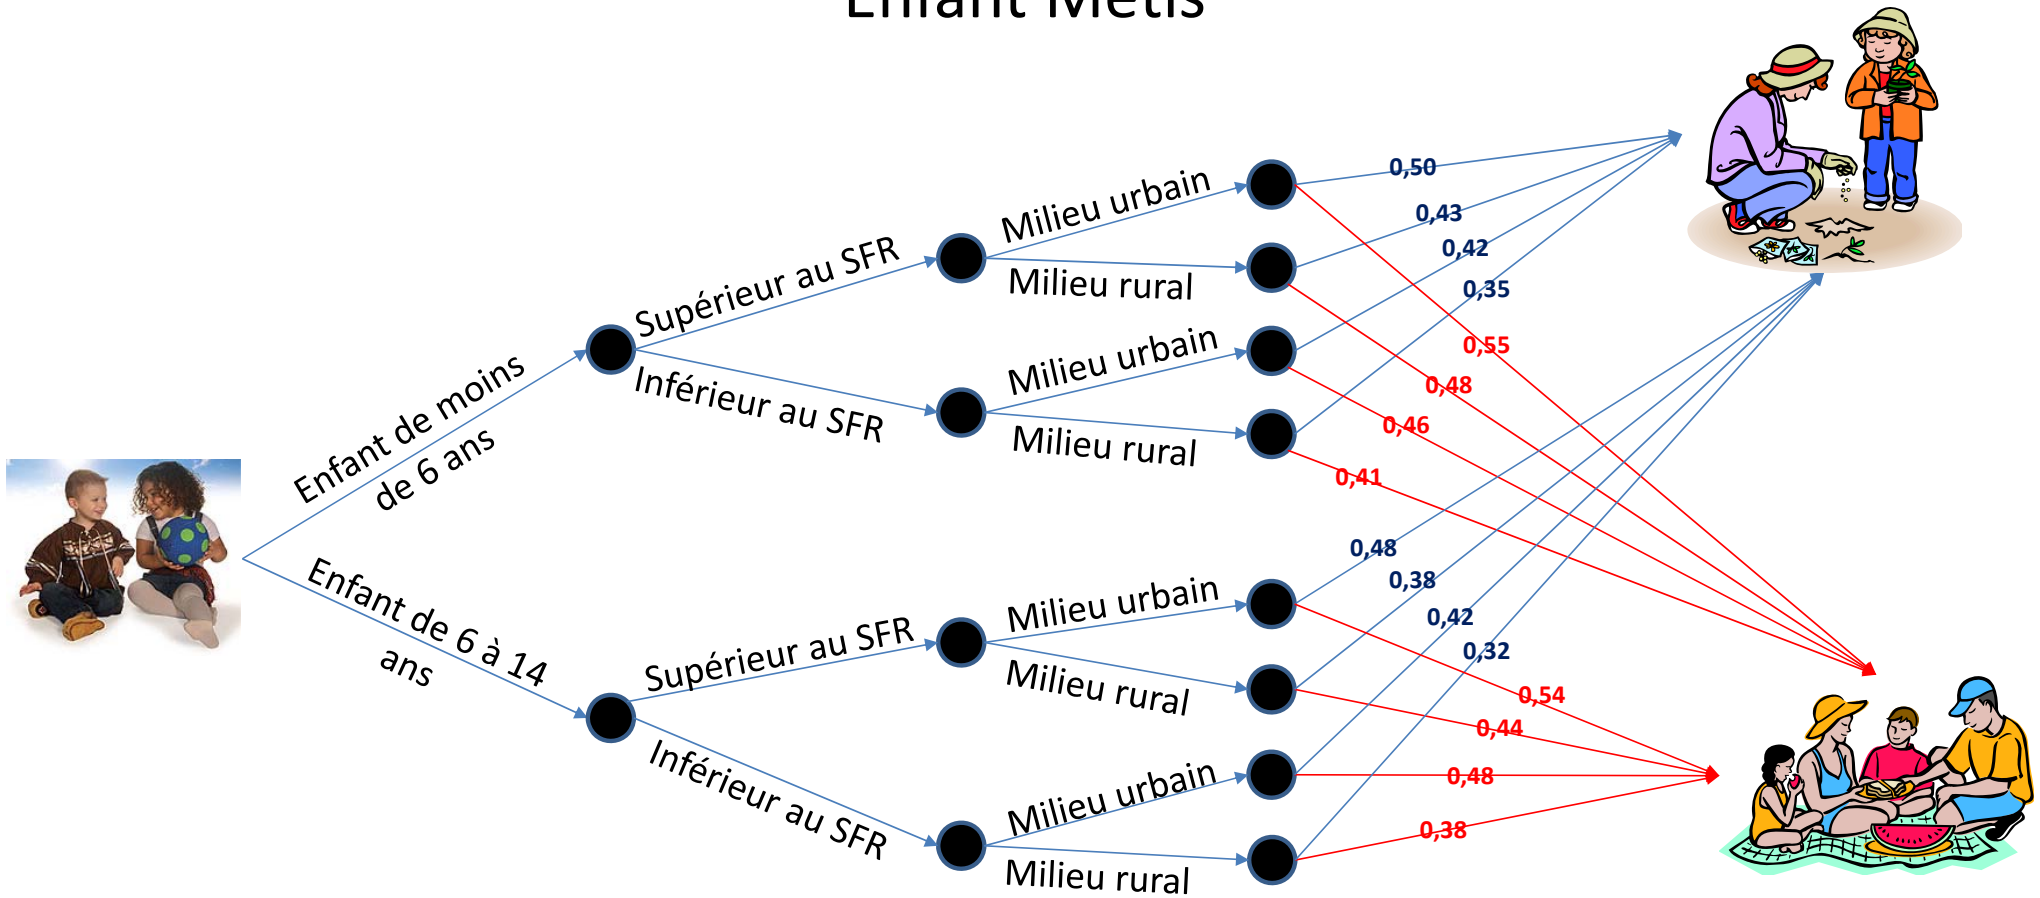 Enfant Métis
0,50
Milieu urbain
0,43
Supérieur au SFR
0,42
Milieu rural
0,35
Milieu urbain
0,55
Enfant de moins
de 6 ans
Inférieur au SFR
0,48
0,46
Milieu rural
0,41
0,48
0,38
Enfant de 6 à 14
ans
Milieu urbain
0,42
Supérieur au SFR
0,32
Milieu rural
0,54
0,44
Inférieur au SFR
Milieu urbain
0,48
0,38
Milieu rural